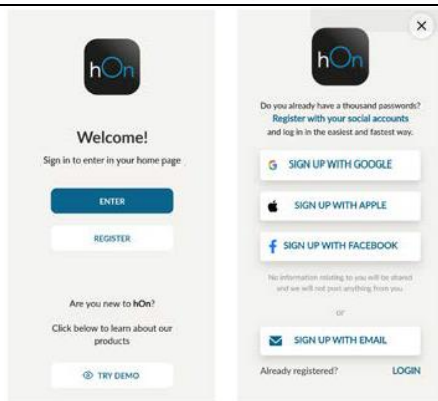 hOn
Welcome!
Sign in to enter in your home page
ENTER
REGISTER
Are you new to hOn?
Click below to learn about our
products
TRY DEMO
hOn
Do you already have a thousand passwords?
Register with your social accounts
and log in in the easiest and fastest way.
SIGN UP WITH GOOGLE
SIGN UP WITH APPLE
SIGN UP WITH FACEBOOK
No information relating to you will be shared
and we will not post anything from you
or
SIGN UP WITH EMAIL
Already registered? LOGIN